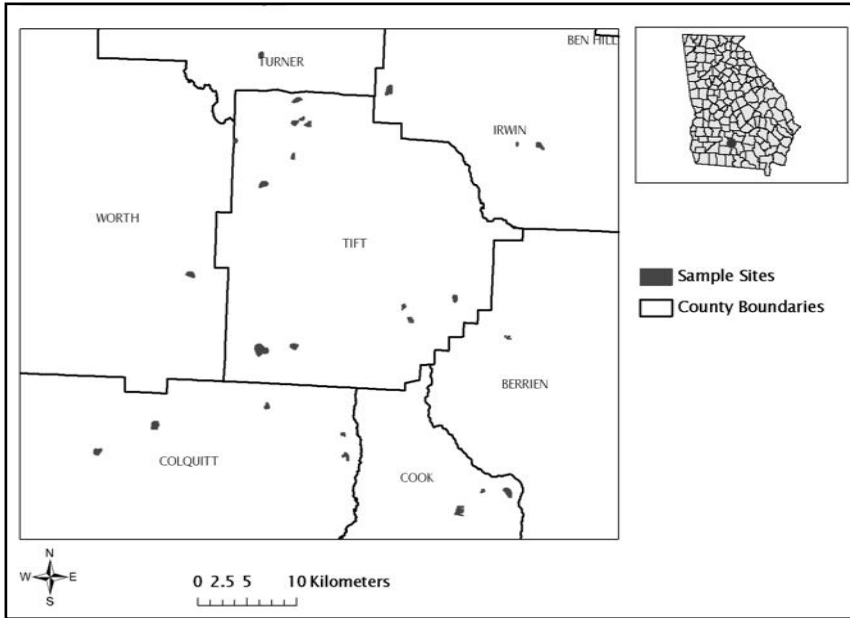 BEN HILL
TURNER
IRWIN
WORTH
TIFT
Sample Sites
County Boundaries
BERRIEN
COLQUITT
COOK
N
W E
S
0 2.5 5 10 Kilometers